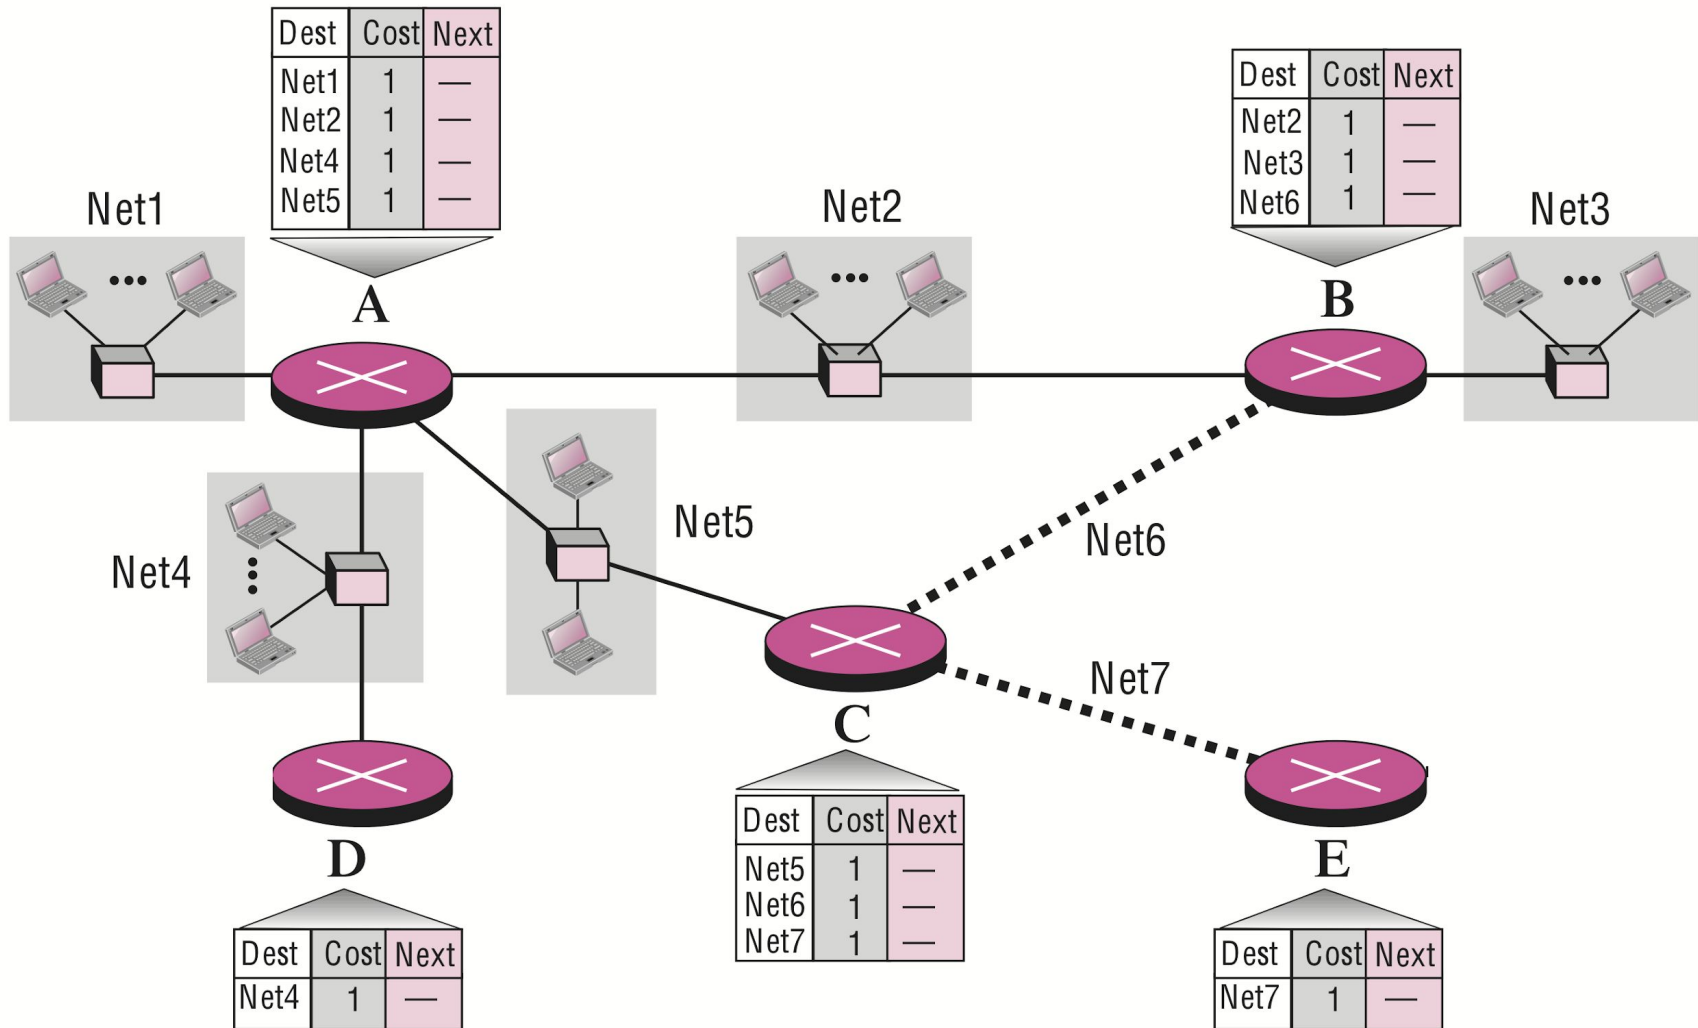 Dest Cost Next
Net1 1 —
Net2 1 —
Net4 1 —
Net5 1 —
Dest Cost Next
Net2 1 —
Net3 1 —
Net6 1 —
Net1
Net2
Net3
A
B
Net5
Net6
Net4
Net7
C
D
E
Dest Cost Next
Net5 1 —
Net6 1 —
Net7 1 —
Dest Cost Next
Net4 1 —
Dest Cost Next
Net7 1 —